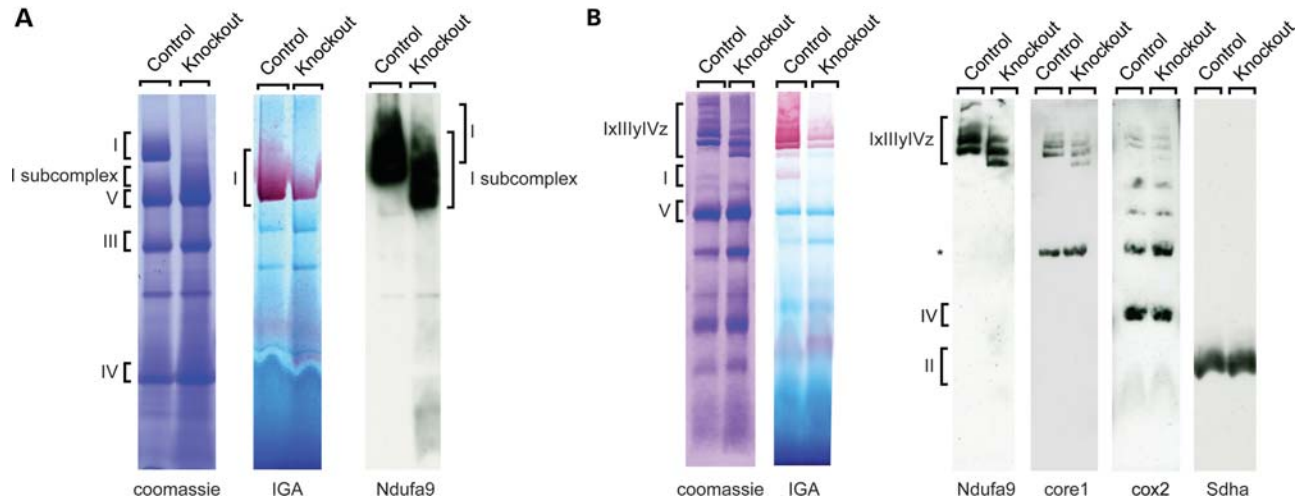 A
Control
Knockout
Control
Knockout
Control
Knockout
I
I subcomplex
V
III
IV
I
I
I subcomplex
coomassie
IGA
Ndufa9
B
Control
Knockout
Control
Knockout
Control
Knockout
Control
Knockout
Control
Knockout
Control
Knockout
IxIIIyIVz
I
V
IxIIIyIVz
*
IV
II
coomassie
IGA
Ndufa9
core1
cox2
Sdha